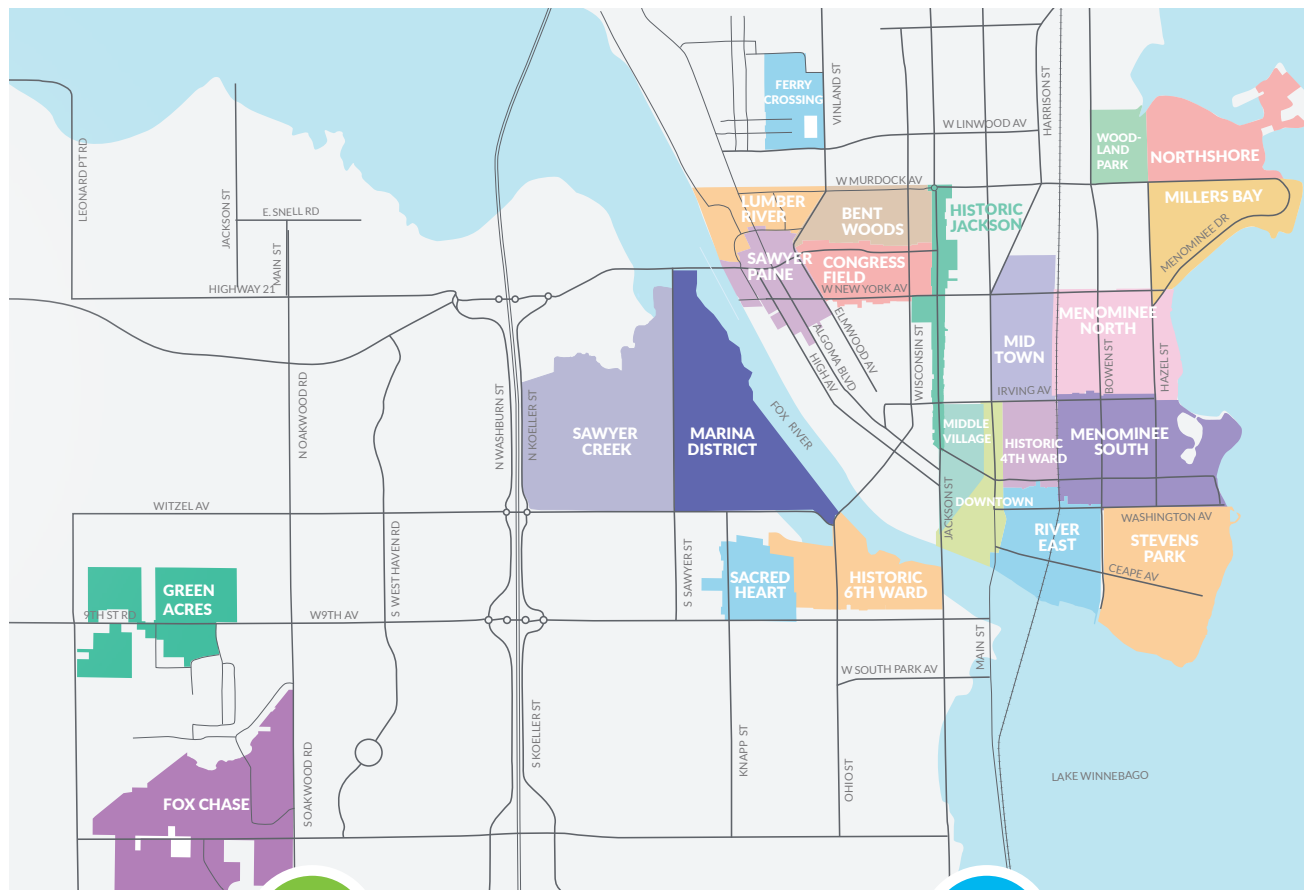 FERRY
CROSSING
VINLAND ST
HARRISON ST
W LINWOOD AV
WOOD-
LAND
PARK
NORTHSHORE
LEONARD PT RD
JACKSON ST
E. SNELL RD
MAIN ST
HIGHWAY 21
W MURDOCK AV
LUMBER
RIVER
BENT
WOODS
HISTORIC
JACKSON
MILLERS BAY
MENOMINEE DR
SAWYER
PAINE
CONGRESS
FIELD
W NEW YORK AV
MENOMINEE
NORTH
MID
TOWN
ELMWOOD AV
ALGOMA BLVD
HIGH AV
WISCONSIN ST
BOWEN ST
HAZEL ST
IRVING AV
N OAKWOOD RD
N WASHBURN ST
N KOELLER ST
SAWYER
CREEK
MARINA
DISTRICT
FOX RIVER
MIDDLE
VILLAGE
HISTORIC
4TH WARD
MENOMINEE
SOUTH
WITZEL AV
JACKSON ST
DOWNTOWN
WASHINGTON AV
RIVER
EAST
STEVENS
PARK
CEAPE AV
S WEST HAVEN RD
S SAWYER ST
SACRED
HEART
HISTORIC
6TH WARD
GREEN
ACRES
9TH ST RD
W9TH AV
MAIN ST
W SOUTH PARK AV
S KOELLER ST
KNAPP ST
OHIO ST
LAKE WINNEBAGO
S OAKWOOD RD
FOX CHASE